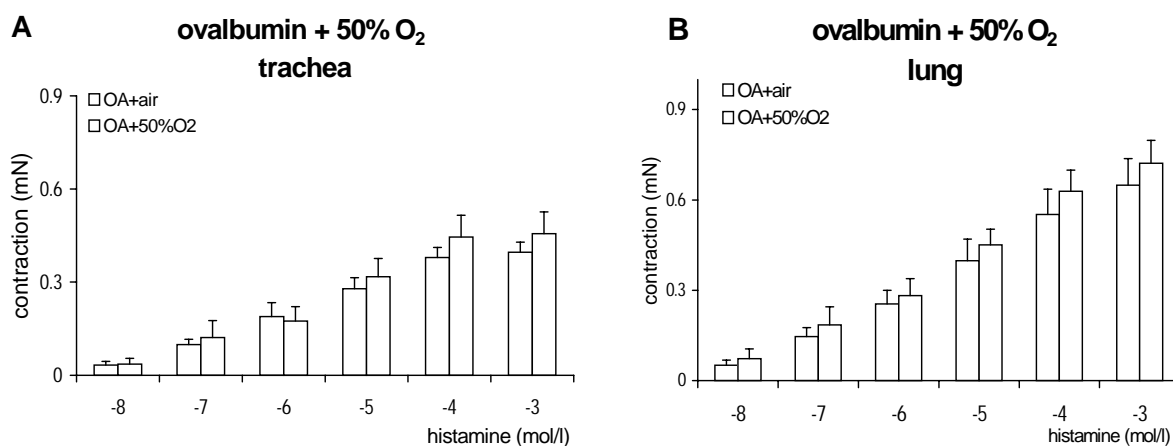 A
ovalbumin + 50% O₂
trachea
OA+air
OA+50%O2
contraction (mN)
0.9
0.6
0.3
0
-8 -7 -6 -5 -4 -3
histamine (mol/l)
B
ovalbumin + 50% O₂
lung
OA+air
OA+50%O2
contraction (mN)
0.9
0.6
0.3
0
-8 -7 -6 -5 -4 -3
histamine (mol/l)